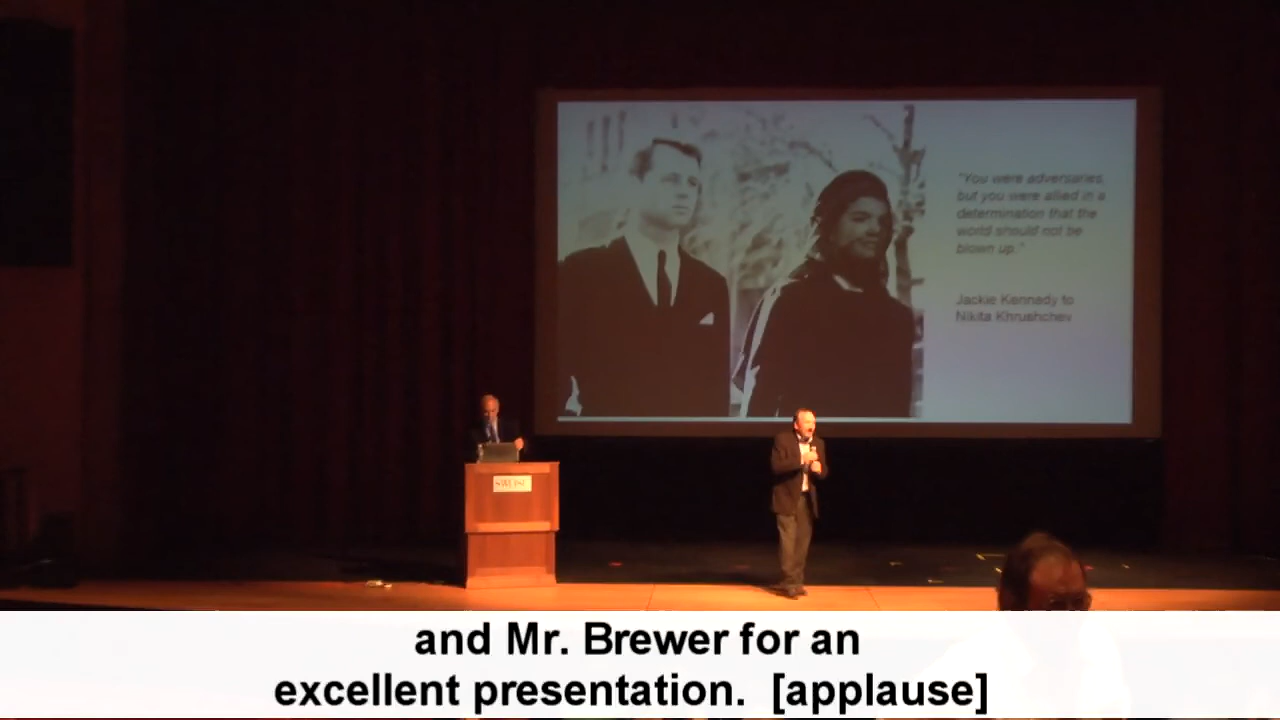 "You were adversaries,
but you were allied in a
determination that the
world should not be
blown up."
Jackie Kennedy to
Nikita Khrushchev
and Mr. Brewer for an
excellent presentation.  [applause]